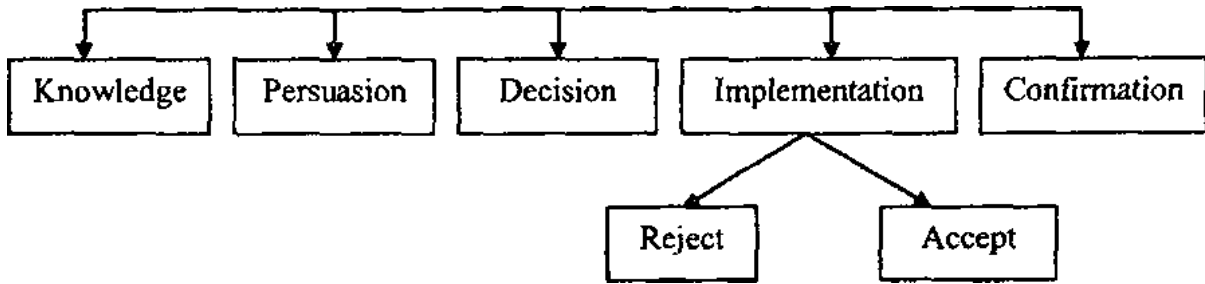 Knowledge Persuasion Decision Implementation Confirmation
Reject Accept